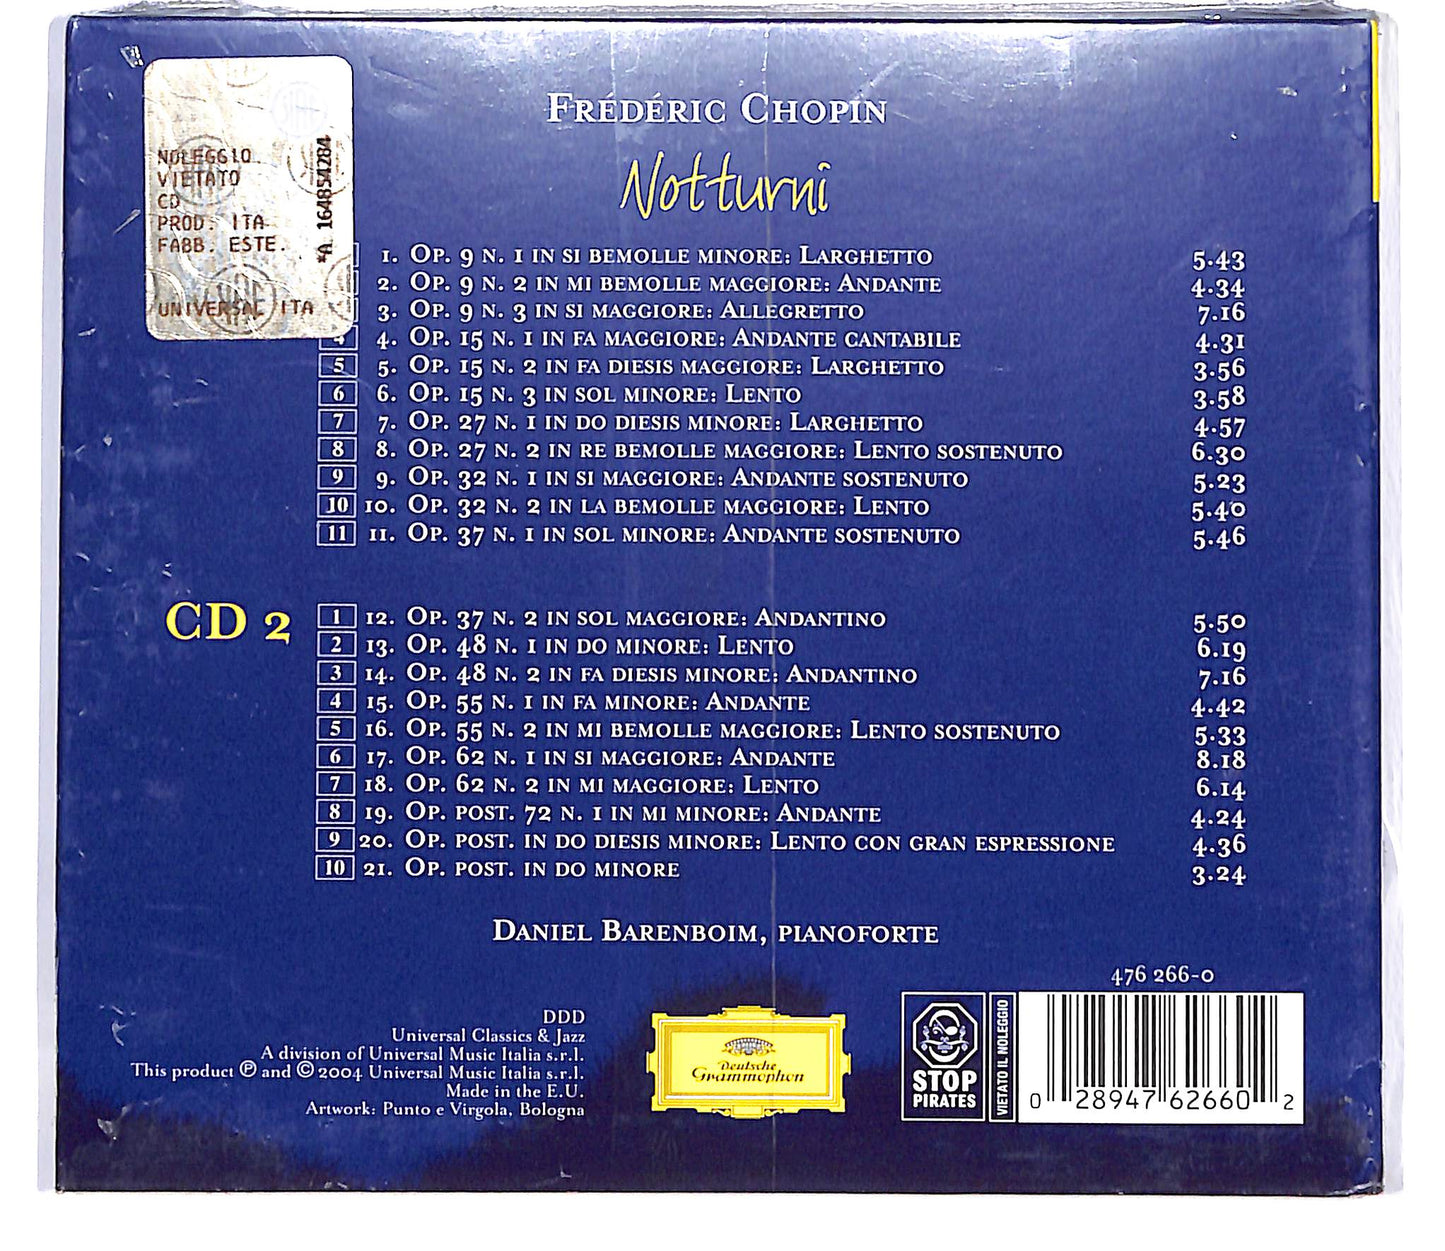 FRÉDÉRIC CHOPIN
Notturni
NOLEGGIO
VIETATO
CD
PROD. ITA
FABB. ESTE.
UNIVERSAL ITA
*A 164854284
1. OP. 9 N. 1 IN SI BEMOLLE MINORE: LARGHETTO 5.43
2. OP. 9 N. 2 IN MI BEMOLLE MAGGIORE: ANDANTE 4.34
3. OP. 9 N. 3 IN SI MAGGIORE: ALLEGRETTO 7.16
4 4. OP. 15 N. 1 IN FA MAGGIORE: ANDANTE CANTABILE 4.31
5 5. OP. 15 N. 2 IN FA DIESIS MAGGIORE: LARGHETTO 3.56
6 6. OP. 15 N. 3 IN SOL MINORE: LENTO 3.58
7 7. OP. 27 N. 1 IN DO DIESIS MINORE: LARGHETTO 4.57
8 8. OP. 27 N. 2 IN RE BEMOLLE MAGGIORE: LENTO SOSTENUTO 6.30
9 9. OP. 32 N. 1 IN SI MAGGIORE: ANDANTE SOSTENUTO 5.23
10 10. OP. 32 N. 2 IN LA BEMOLLE MAGGIORE: LENTO 5.40
11 11. OP. 37 N. 1 IN SOL MINORE: ANDANTE SOSTENUTO 5.46
CD 2
1 12. OP. 37 N. 2 IN SOL MAGGIORE: ANDANTINO 5.50
2 13. OP. 48 N. 1 IN DO MINORE: LENTO 6.19
3 14. OP. 48 N. 2 IN FA DIESIS MINORE: ANDANTINO 7.16
4 15. OP. 55 N. 1 IN FA MINORE: ANDANTE 4.42
5 16. OP. 55 N. 2 IN MI BEMOLLE MAGGIORE: LENTO SOSTENUTO 5.33
6 17. OP. 62 N. 1 IN SI MAGGIORE: ANDANTE 8.18
7 18. OP. 62 N. 2 IN MI MAGGIORE: LENTO 6.14
8 19. OP. POST. 72 N. 1 IN MI MINORE: ANDANTE 4.24
9 20. OP. POST. IN DO DIESIS MINORE: LENTO CON GRAN ESPRESSIONE 4.36
10 21. OP. POST. IN DO MINORE 3.24
DANIEL BARENBOIM, PIANOFORTE
476 266-0
DDD
Universal Classics & Jazz
A division of Universal Music Italia s.r.l.
This product ℗ and © 2004 Universal Music Italia s.r.l.
Made in the E.U.
Artwork: Punto e Virgola, Bologna
Deutsche
Grammophon
STOP
PIRATES
VIETATO IL NOLEGGIO
0 28947 62660 2